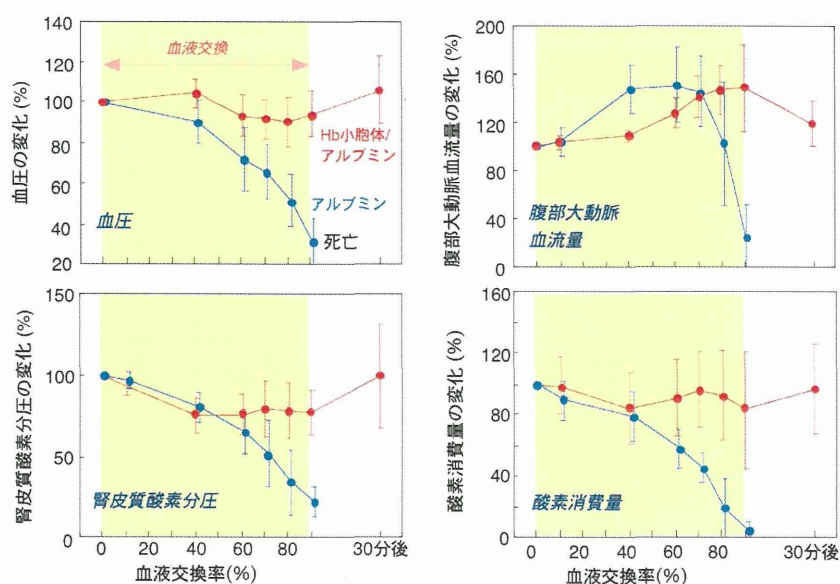 140
120
100
80
60
40
20
血圧の変化 (%)
血液交換
Hb小胞体/
アルブミン
アルブミン
死亡
血圧
200
160
120
80
40
0
腹部大動脈血流量の変化 (%)
腹部大動脈
血流量
150
100
50
0
腎皮質酸素分圧の変化 (%)
腎皮質酸素分圧
0 20 40 60 80 30分後
血液交換率(%)
160
120
80
40
0
酸素消費量の変化 (%)
酸素消費量
0 20 40 60 80 30分後
血液交換率(%)